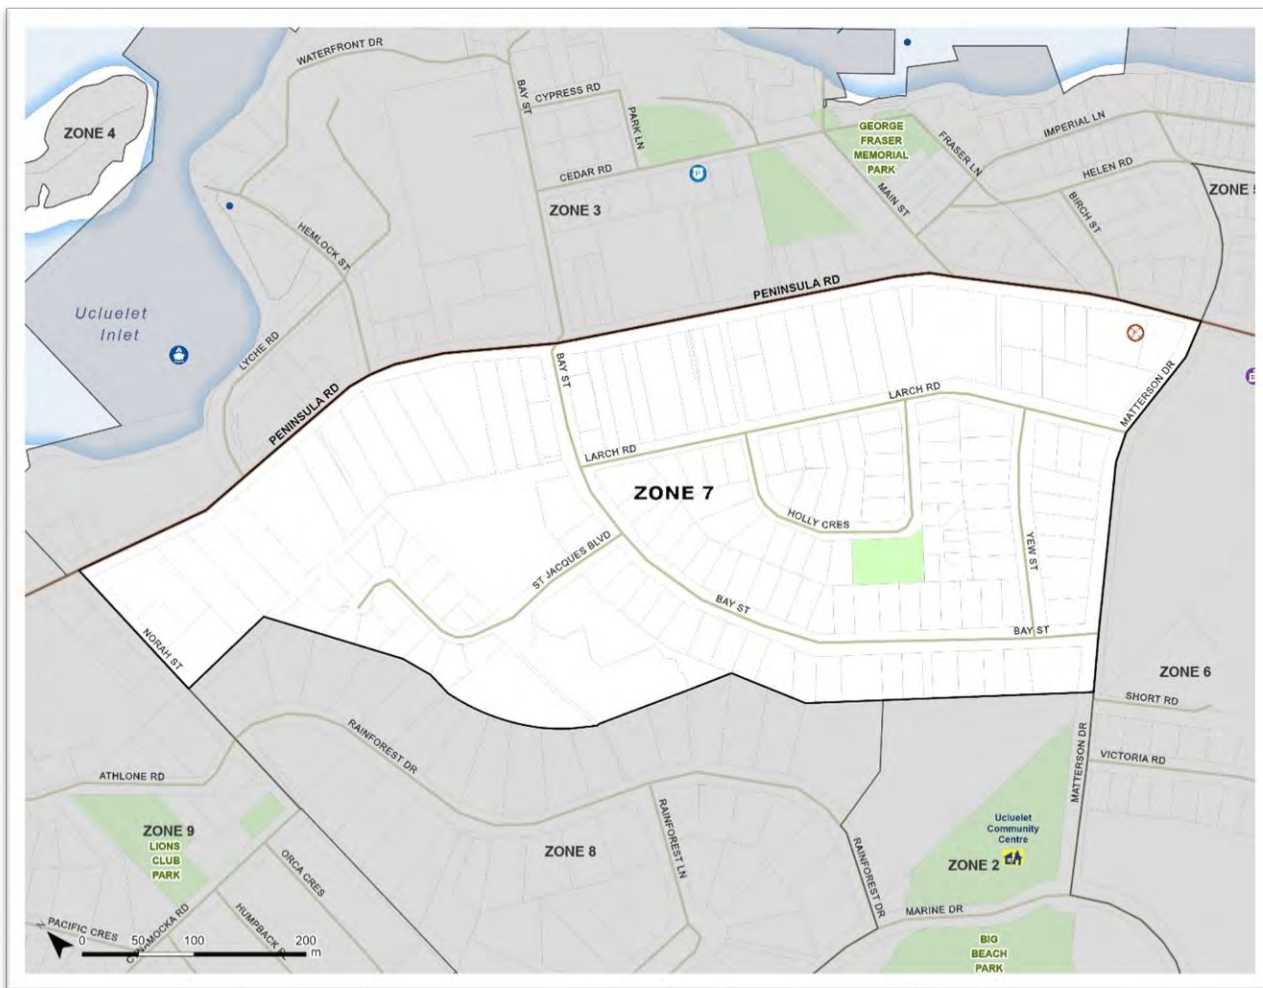 WATERFRONT DR
BAY ST
CYPRESS RD
PARK LN
ZONE 4
GEORGE
FRASER
MEMORIAL
PARK
FRASER LN
IMPERIAL LN
CEDAR RD
P
HELEN RD
ZONE 3
MAIN ST
BIRCH ST
ZONE
HEMLOCK ST
PENINSULA RD
Ucluelet
Inlet
LYCHE RD
BAY ST
MATTERSON DR
PENINSULA RD
LARCH RD
LARCH RD
ZONE 7
HOLLY CRES
ST JACQUES BLVD
YEW ST
BAY ST
BAY ST
NORAH ST
ZONE 6
SHORT RD
RAINFOREST DR
MATTERSON DR
VICTORIA RD
ATHLONE RD
ZONE 9
LIONS
CLUB
PARK
RAINFOREST LN
Ucluelet
Community
Centre
ZONE 8
ZONE 2
ORCA CRES
RAINFOREST DR
MARINE DR
HUMPBACK
PACIFIC CRES
CYNAMOCKA RD
BIG
BEACH
PARK
N
0 50 100 200
m